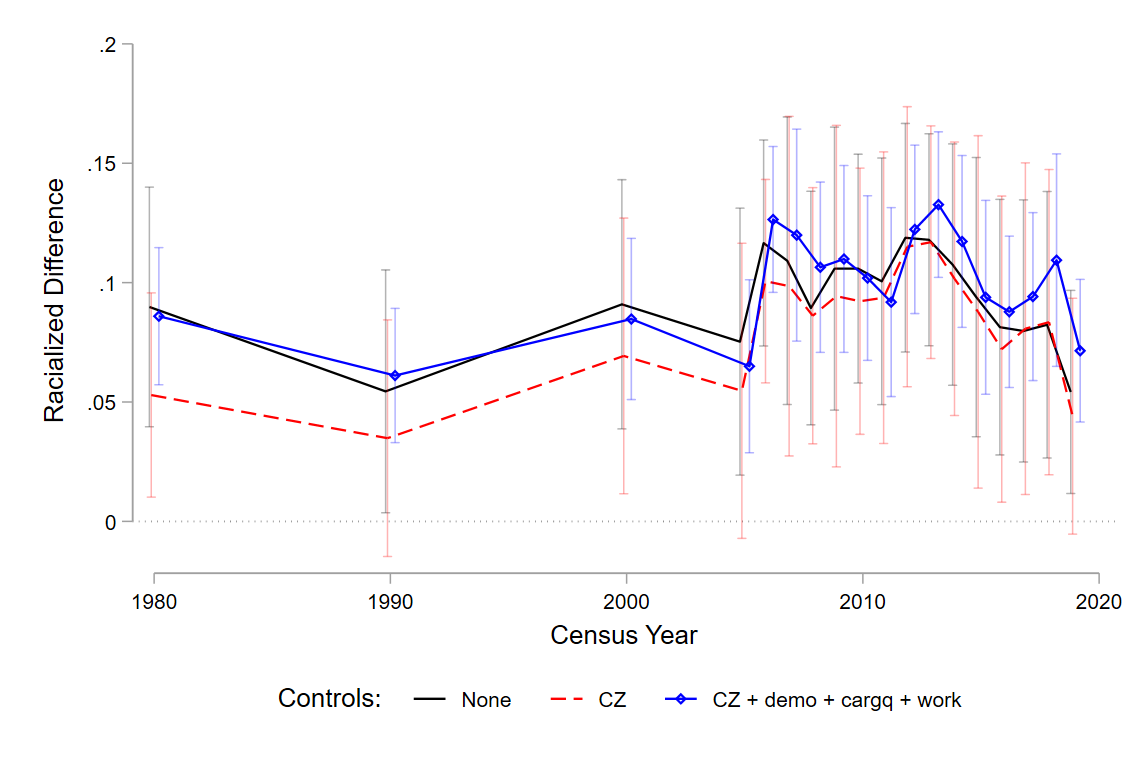 Racialized Difference
.2
.15
.1
.05
0
1980 1990 2000 2010 2020
Census Year
Controls: None CZ CZ + demo + cargq + work